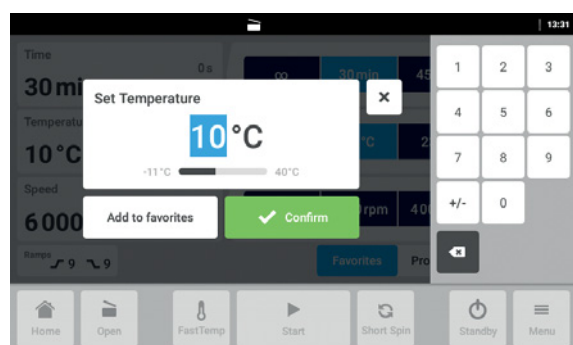 13:31
Time
0 s
30 mi
∞
30 min
45
Set Temperature
Temperatu
10 °C
10 °C
°C
2
-11 °C
40°C
Speed
6 000
Add to favorites
Confirm
rpm
40
Ramps 9 9
Favorites
Pro
1 2 3
4 5 6
7 8 9
+/- 0
Home
Open
FastTemp
Start
Short Spin
Standby
Menu